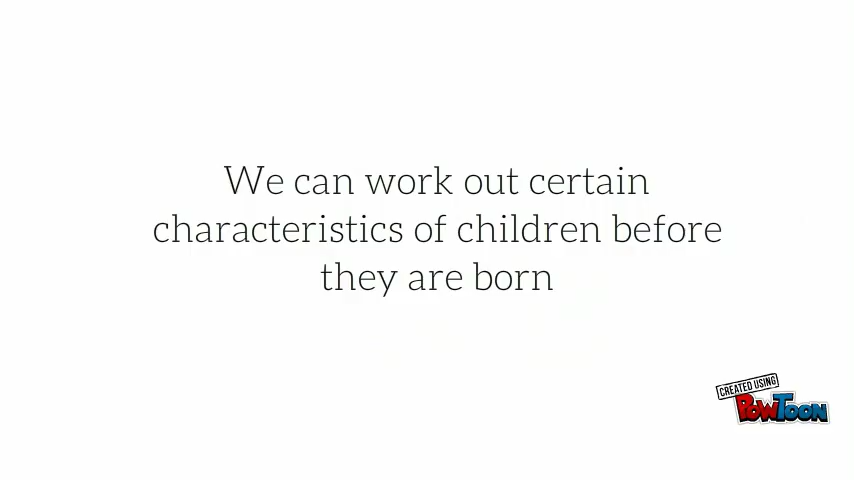 We can work out certain
characteristics of children before
they are born
CREATED USING
POWTOON